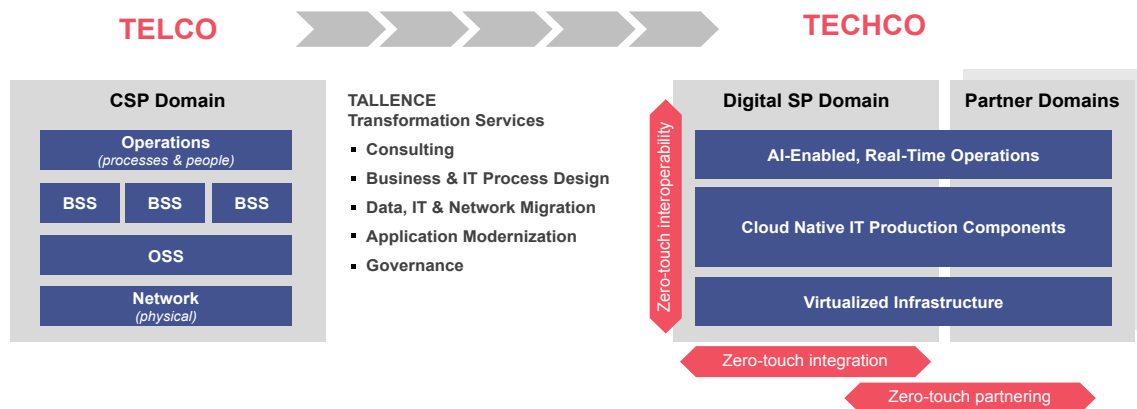 TELCO
TECHCO
CSP Domain
Operations
(processes & people)
BSS
BSS
BSS
OSS
Network
(physical)
TALLENCE
Transformation Services
▪ Consulting
▪ Business & IT Process Design
▪ Data, IT & Network Migration
▪ Application Modernization
▪ Governance
Zero-touch interoperability
Digital SP Domain
Partner Domains
AI-Enabled, Real-Time Operations
Cloud Native IT Production Components
Virtualized Infrastructure
Zero-touch integration
Zero-touch partnering